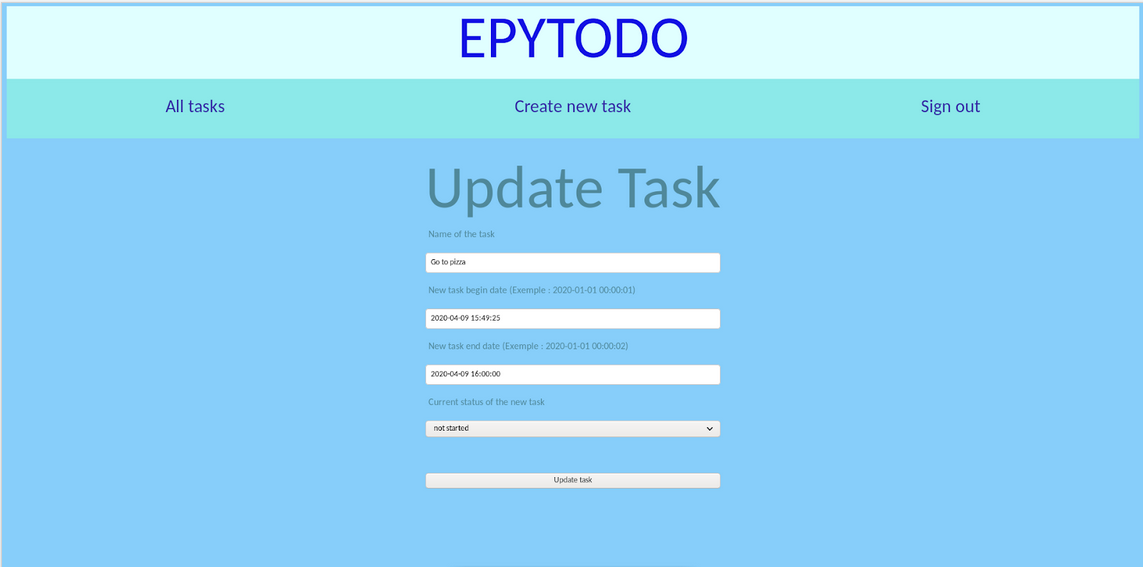 EPYTODO
All tasks
Create new task
Sign out
Update Task
Name of the task
Go to pizza
New task begin date (Exemple : 2020-01-01 00:00:01)
2020-04-09 15:49:25
New task end date (Exemple : 2020-01-01 00:00:02)
2020-04-09 16:00:00
Current status of the new task
not started
Update task